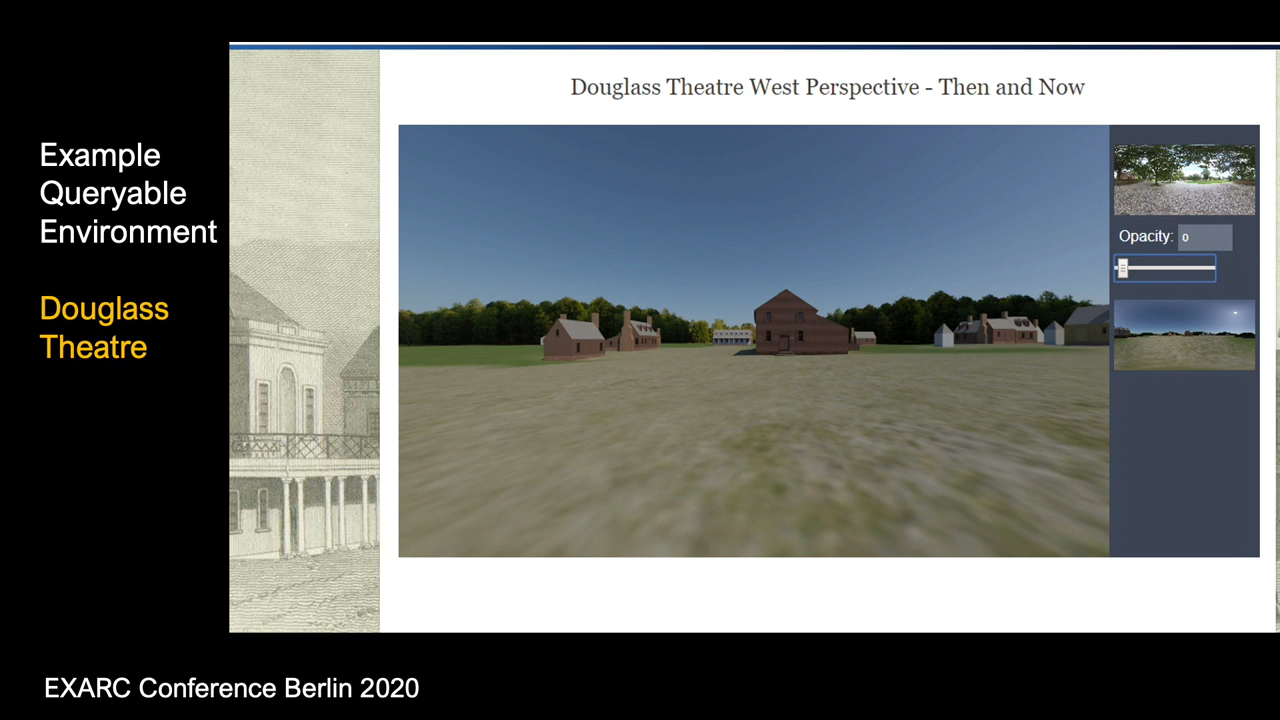 Douglass Theatre West Perspective - Then and Now
Example
Queryable
Environment
Douglass
Theatre
Opacity: 0
EXARC Conference Berlin 2020